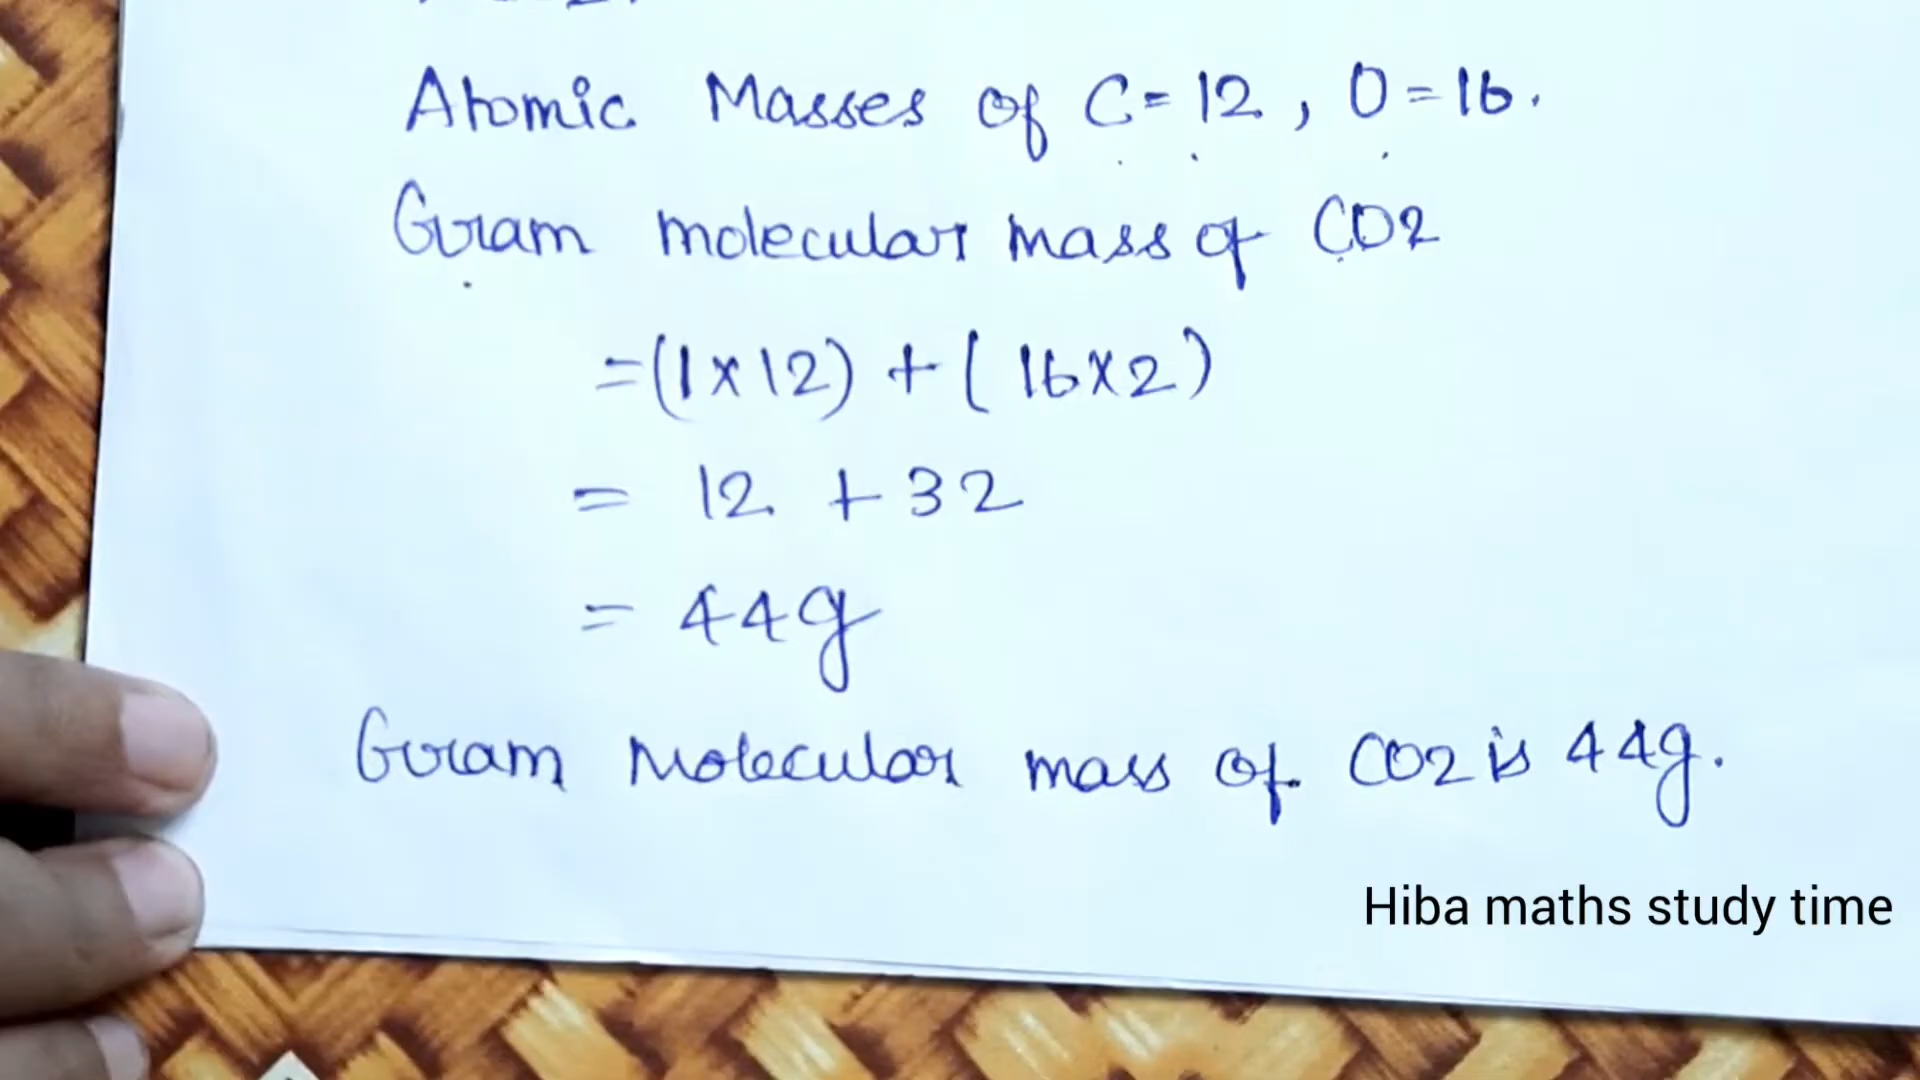 Atomic Masses of C = 12, O = 16.
Gram molecular mass of CO2
= (1 x 12) + ( 16 x 2 )
= 12 + 32
= 44g
Gram Molecular mass of CO2 is 44g.
Hiba maths study time